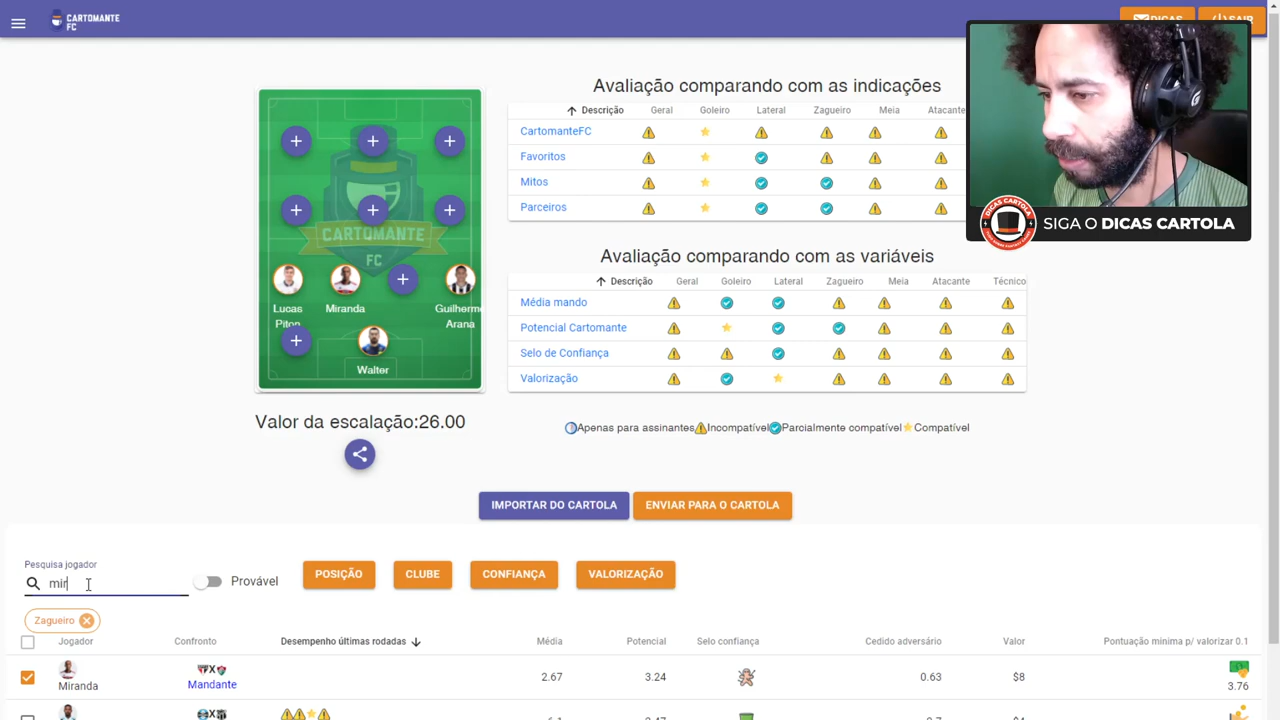 CARTOMANTE
FC
DICAS
SAIR
Lucas
Piton
Miranda
Guilherme
Arana
Walter
CARTOMANTE
FC
Valor da escalação:26.00
Avaliação comparando com as indicações
Descrição Geral Goleiro Lateral Zagueiro Meia Atacante
CartomanteFC
Favoritos
Mitos
Parceiros
Avaliação comparando com as variáveis
Descrição Geral Goleiro Lateral Zagueiro Meia Atacante Técnico
Média mando
Potencial Cartomante
Selo de Confiança
Valorização
Apenas para assinantes Incompatível Parcialmente compatível Compatível
DICAS CARTOLA
SIGA O DICAS CARTOLA
IMPORTAR DO CARTOLA
ENVIAR PARA O CARTOLA
Pesquisa jogador
mir
Provável
POSIÇÃO
CLUBE
CONFIANÇA
VALORIZAÇÃO
Zagueiro
Jogador Confronto Desempenho últimas rodadas Média Potencial Selo confiança Cedido adversário Valor Pontuação minima p/ valorizar 0.1
Miranda
X
Mandante
2.67 3.24 0.63 $8 3.76
X